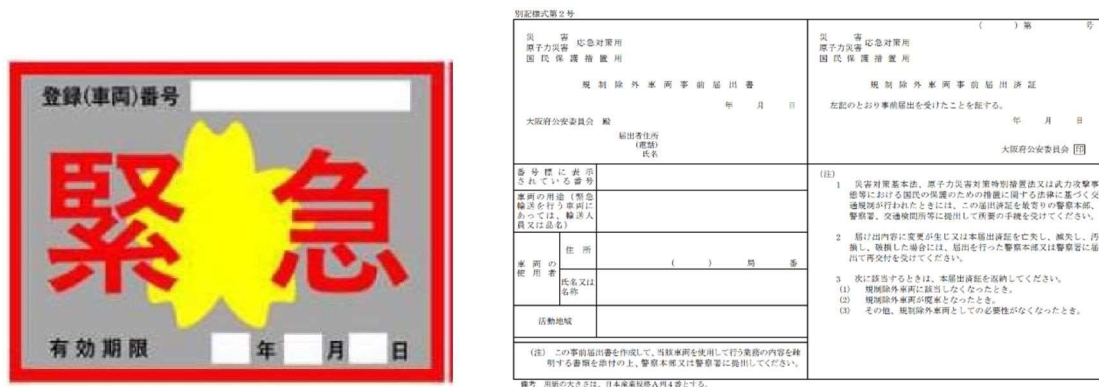 登録(車両)番号
緊急
有効期限 年 月 日
別記様式第2号
災害
原子力災害 応急対策用
国民保護措置用
規制除外車両事前届出書
年 月 日
大阪府公安委員会 殿
届出者住所
(電話)
氏名
番号標に表示
されている番号
車両の用途(緊急
輸送を行う車両に
あっては、輸送人
員又は品名)
車両の
使用者
住所
( ) 局 番
氏名又は
名称
活動地域
(注) この事前届出書を作成して、当該車両を使用して行う業務の内容を疎
明する書類を添付の上、警察本部又は警察署に提出してください。
備考 用紙の大きさは、日本産業規格A列4番とする。
( )第 号
災害
原子力災害 応急対策用
国民保護措置用
規制除外車両事前届出済証
左記のとおり事前届出を受けたことを証する。
年 月 日
大阪府公安委員会 印
(注)
1 災害対策基本法、原子力災害対策特別措置法又は武力攻撃事
態等における国民の保護のための措置に関する法律に基づく交
通規制が行われたときには、この届出済証を最寄りの警察本部、
警察署、交通検問所等に提出して所要の手続を受けてください。
2 届け出内容に変更が生じ又は本届出済証を亡失し、滅失し、汚
損し、破損した場合には、届出を行った警察本部又は警察署に届
出て再交付を受けてください。
3 次に該当するときは、本届出済証を返納してください。
(1) 規制除外車両に該当しなくなったとき。
(2) 規制除外車両が廃車となったとき。
(3) その他、規制除外車両としての必要性がなくなったとき。